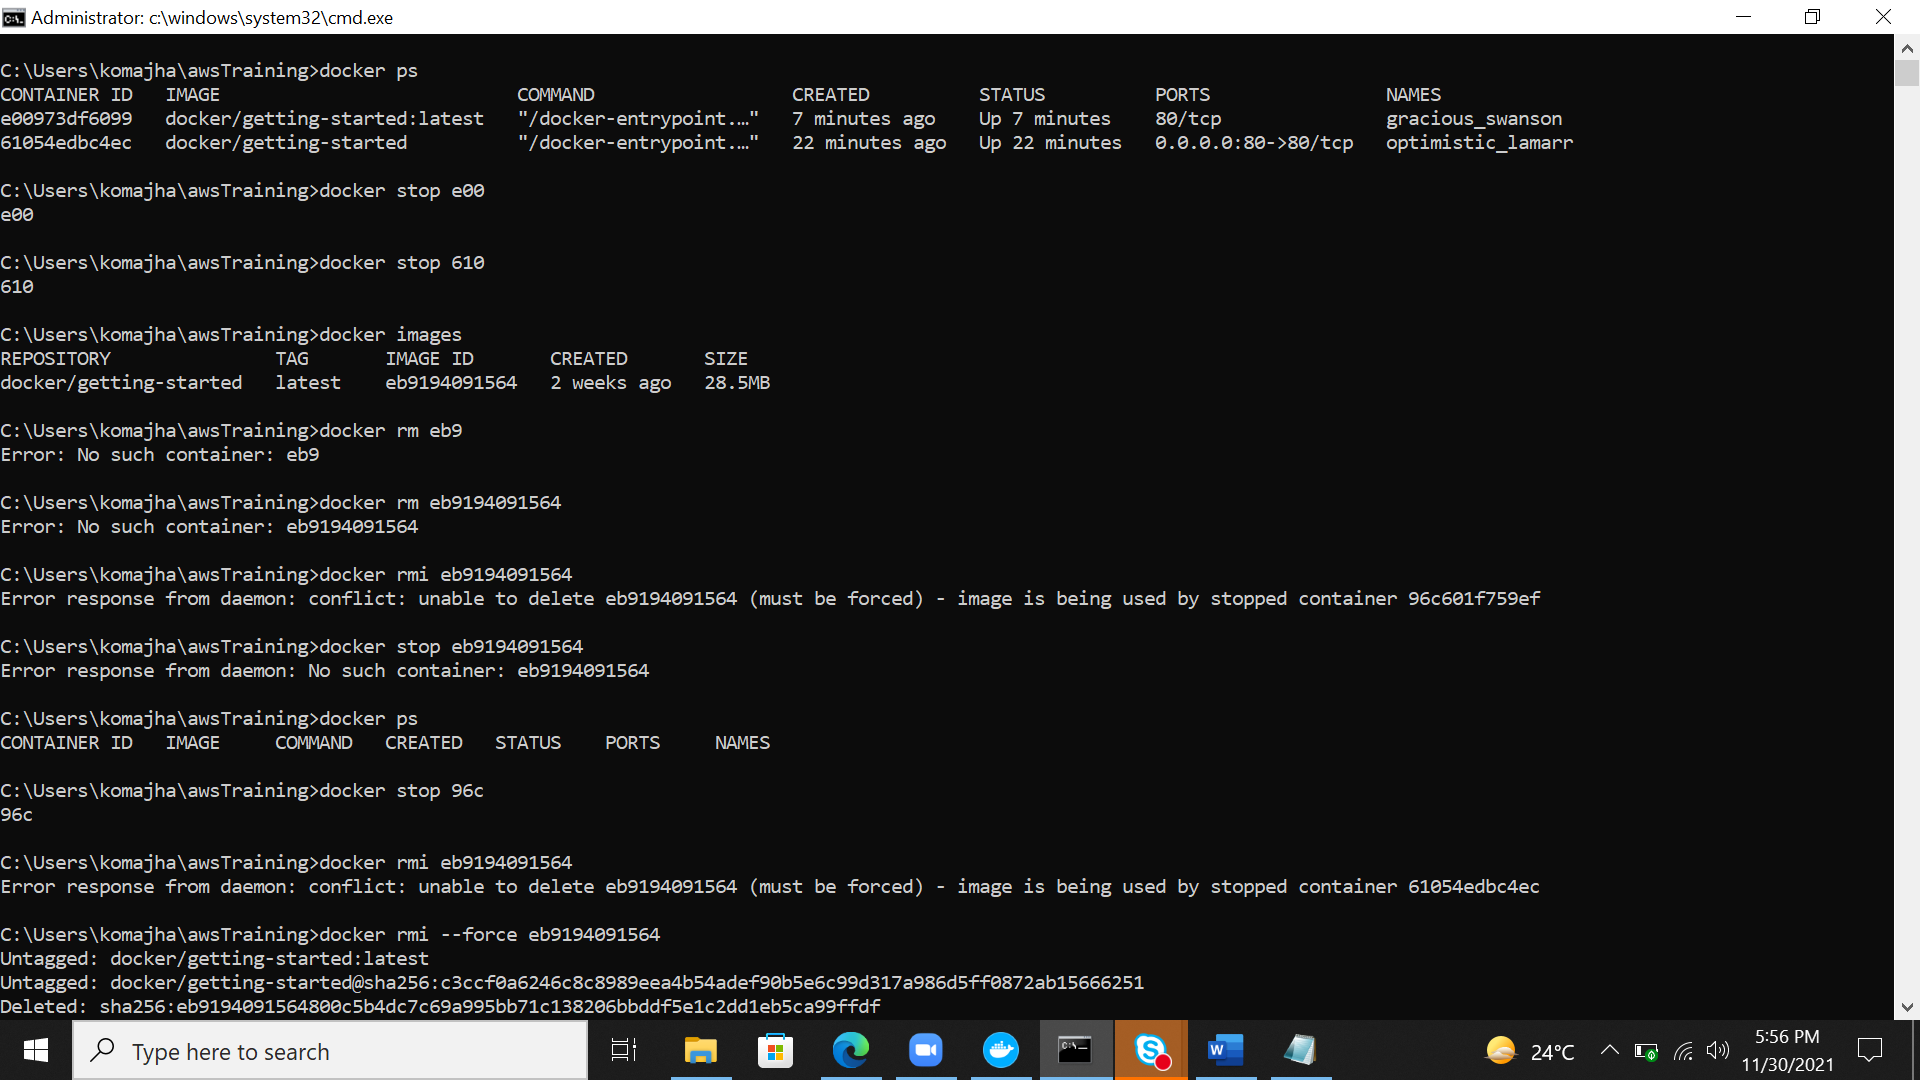 Administrator: c:\windows\system32\cmd.exe
C:\Users\komajha\awsTraining>docker ps
CONTAINER ID   IMAGE                           COMMAND                  CREATED          STATUS          PORTS                NAMES
e00973df6099   docker/getting-started:latest   "/docker-entrypoint.…"   7 minutes ago    Up 7 minutes    80/tcp               gracious_swanson
61054edbc4ec   docker/getting-started          "/docker-entrypoint.…"   22 minutes ago   Up 22 minutes   0.0.0.0:80->80/tcp   optimistic_lamarr
C:\Users\komajha\awsTraining>docker stop e00
e00
C:\Users\komajha\awsTraining>docker stop 610
610
C:\Users\komajha\awsTraining>docker images
REPOSITORY               TAG       IMAGE ID       CREATED       SIZE
docker/getting-started   latest    eb9194091564   2 weeks ago   28.5MB
C:\Users\komajha\awsTraining>docker rm eb9
Error: No such container: eb9
C:\Users\komajha\awsTraining>docker rm eb9194091564
Error: No such container: eb9194091564
C:\Users\komajha\awsTraining>docker rmi eb9194091564
Error response from daemon: conflict: unable to delete eb9194091564 (must be forced) - image is being used by stopped container 96c601f759ef
C:\Users\komajha\awsTraining>docker stop eb9194091564
Error response from daemon: No such container: eb9194091564
C:\Users\komajha\awsTraining>docker ps
CONTAINER ID   IMAGE     COMMAND   CREATED   STATUS    PORTS     NAMES
C:\Users\komajha\awsTraining>docker stop 96c
96c
C:\Users\komajha\awsTraining>docker rmi eb9194091564
Error response from daemon: conflict: unable to delete eb9194091564 (must be forced) - image is being used by stopped container 61054edbc4ec
C:\Users\komajha\awsTraining>docker rmi --force eb9194091564
Untagged: docker/getting-started:latest
Untagged: docker/getting-started@sha256:c3ccf0a6246c8c8989eea4b54adef90b5e6c99d317a986d5ff0872ab15666251
Deleted: sha256:eb9194091564800c5b4dc7c69a995bb71c138206bbddf5e1c2dd1eb5ca99ffdf
Type here to search
24°C
5:56 PM
11/30/2021